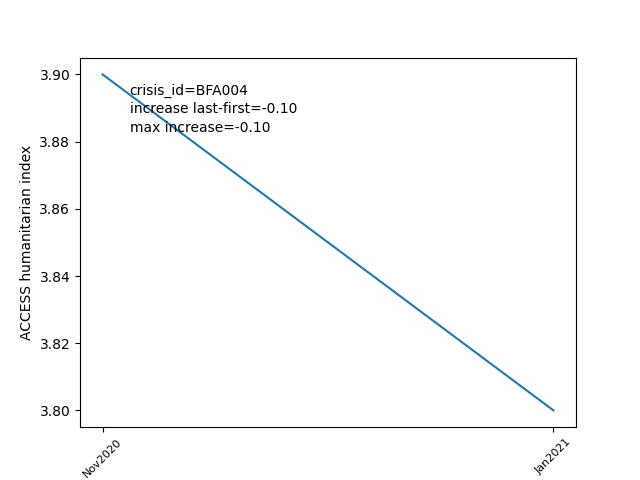 3.90
3.88
3.86
3.84
3.82
3.80
ACCESS humanitarian index
crisis_id=BFA004
increase last-first=-0.10
max increase=-0.10
Nov2020
Jan2021